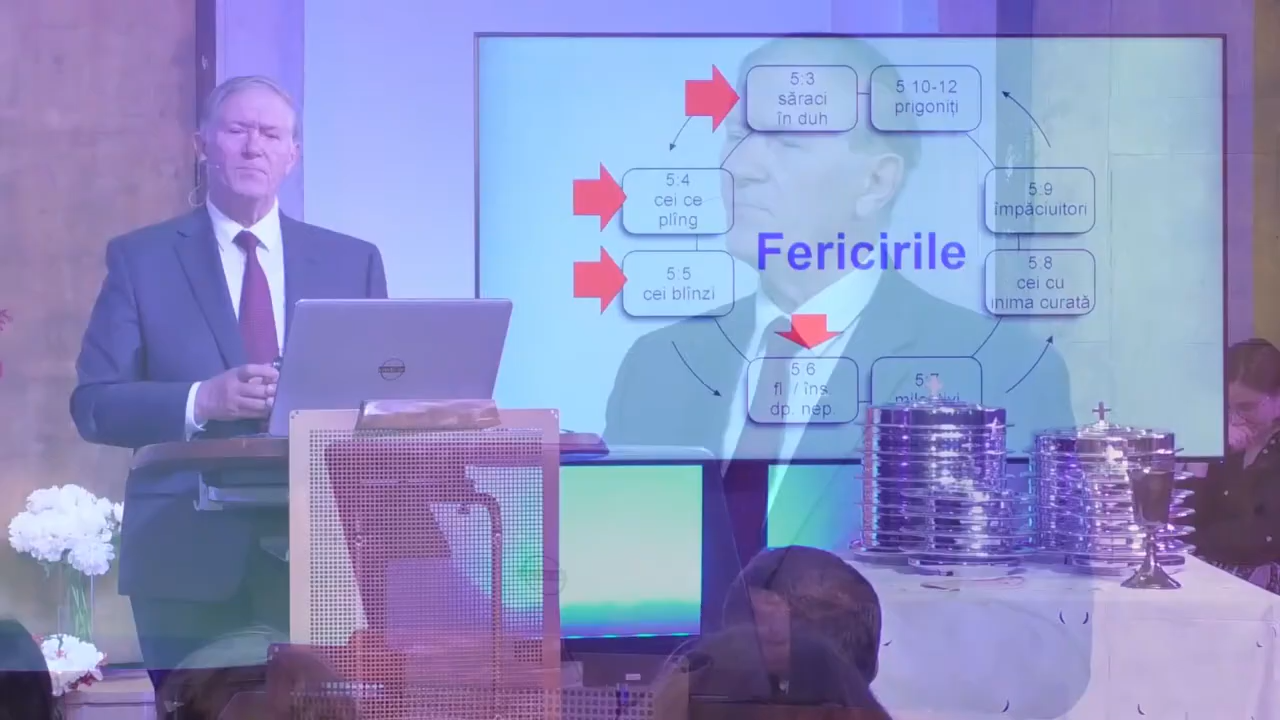 5:3
săraci
în duh
5 10-12
prigoniți
5:4
cei ce
plîng
5:9
împăciuitori
Fericirile
5:5
cei blînzi
5:8
cei cu
inima curată
5 6
fl / îns.
dp. nep.
5:7